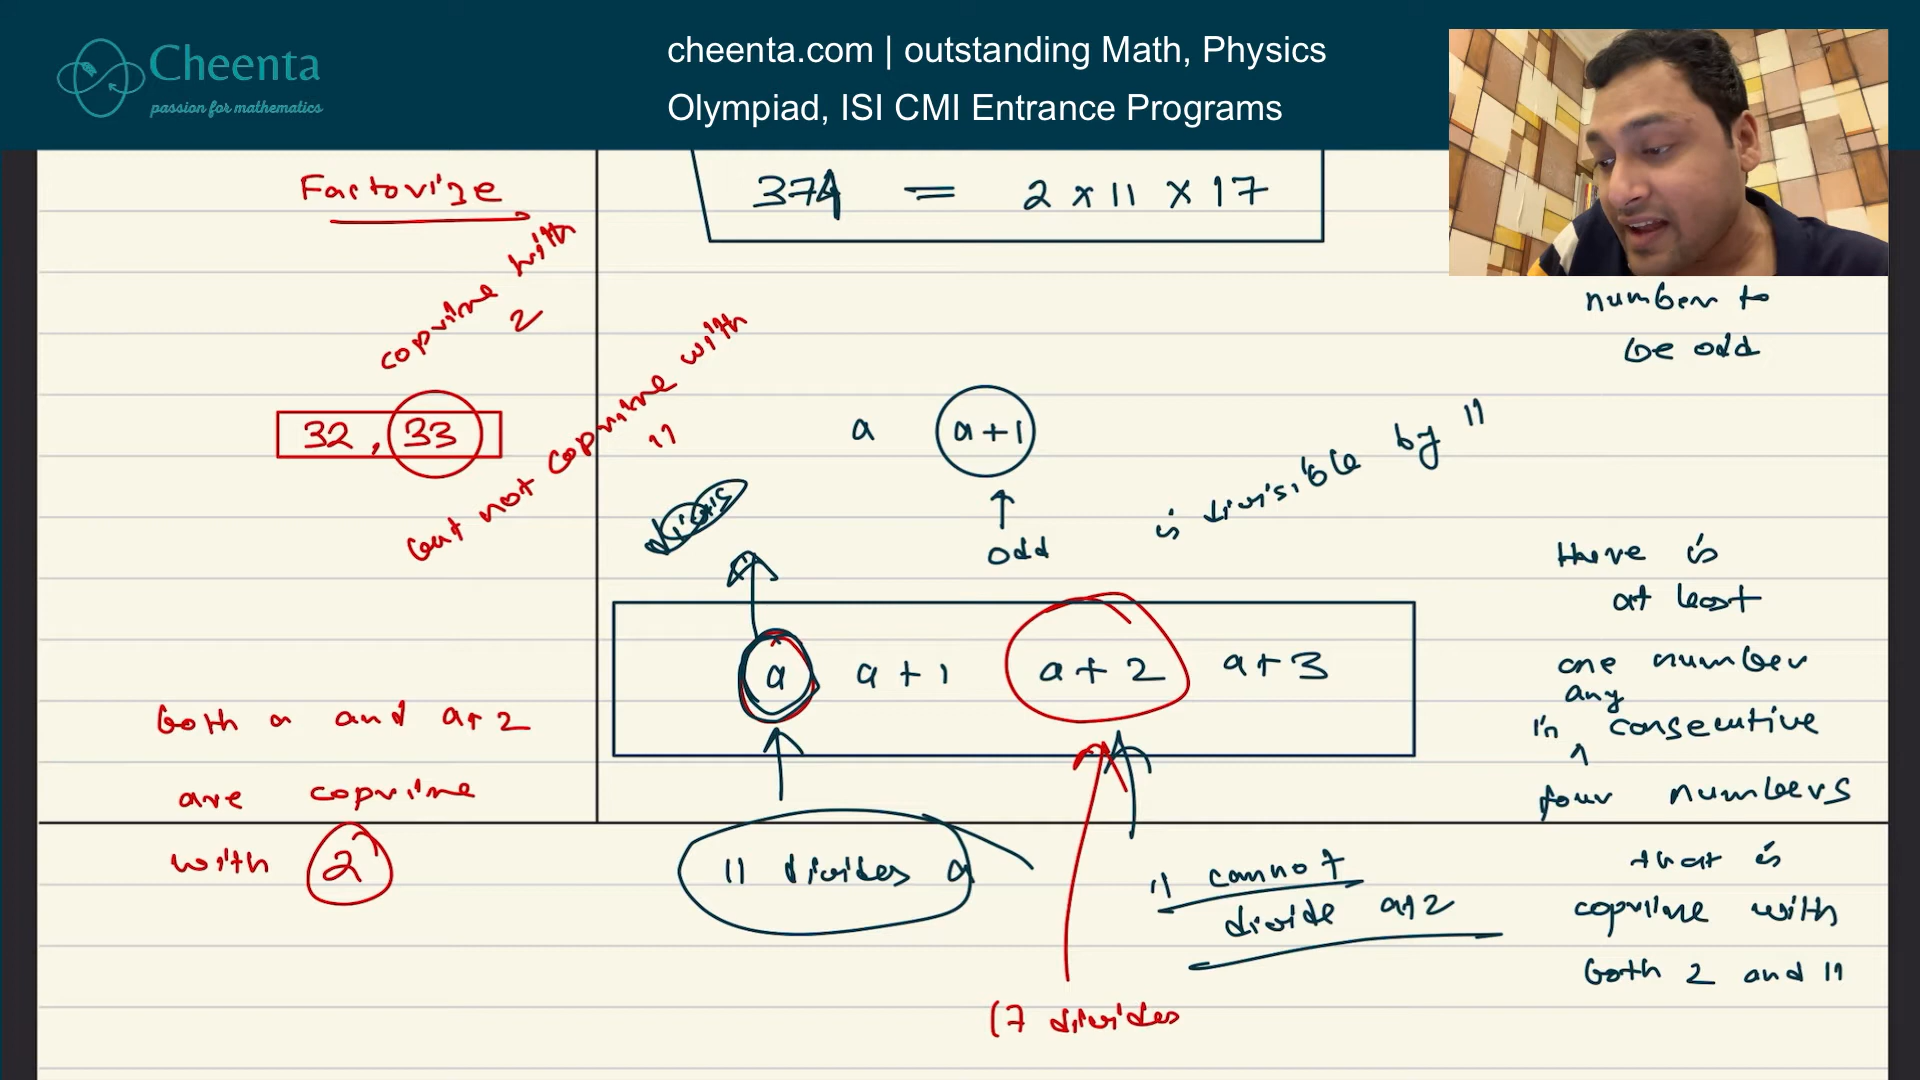 Cheenta
passion for mathematics
cheenta.com | outstanding Math, Physics
Olympiad, ISI CMI Entrance Programs
Factorize
374 = 2 x 11 x 17
coprime with
2
32, 33
but not coprime with
11
number to
be odd
a a+1
odd
is divisible by 11
a a+1 a+2 a+3
both a and a+2
are coprime
with 2
11 divides a
11 cannot
divide a+2
17 divides
there is
at least
one number
any
in ^ consecutive
four numbers
that is
coprime with
both 2 and 11